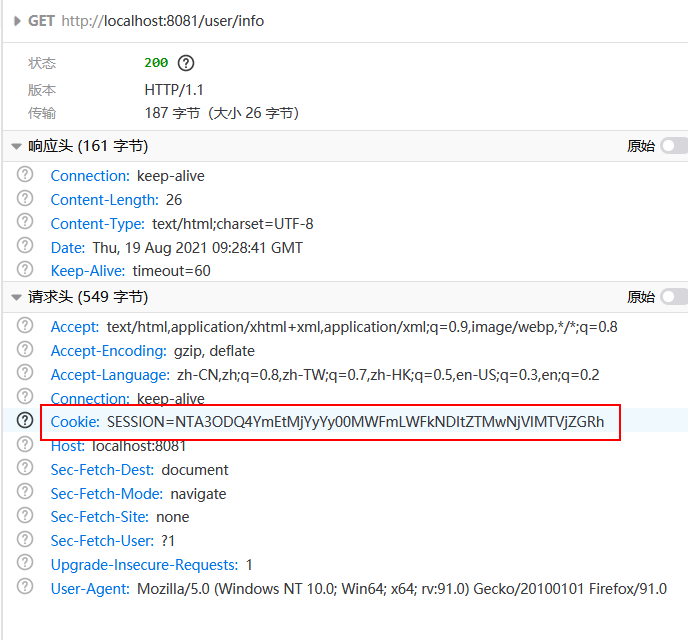 GET http://localhost:8081/user/info
状态 200
版本 HTTP/1.1
传输 187 字节（大小 26 字节）
响应头 (161 字节) 原始
Connection: keep-alive
Content-Length: 26
Content-Type: text/html;charset=UTF-8
Date: Thu, 19 Aug 2021 09:28:41 GMT
Keep-Alive: timeout=60
请求头 (549 字节) 原始
Accept: text/html,application/xhtml+xml,application/xml;q=0.9,image/webp,*/*;q=0.8
Accept-Encoding: gzip, deflate
Accept-Language: zh-CN,zh;q=0.8,zh-TW;q=0.7,zh-HK;q=0.5,en-US;q=0.3,en;q=0.2
Connection: keep-alive
Cookie: SESSION=NTA3ODQ4YmEtMjYyYy00MWFmLWFkNDItZTMwNjVlMTVjZGRh
Host: localhost:8081
Sec-Fetch-Dest: document
Sec-Fetch-Mode: navigate
Sec-Fetch-Site: none
Sec-Fetch-User: ?1
Upgrade-Insecure-Requests: 1
User-Agent: Mozilla/5.0 (Windows NT 10.0; Win64; x64; rv:91.0) Gecko/20100101 Firefox/91.0